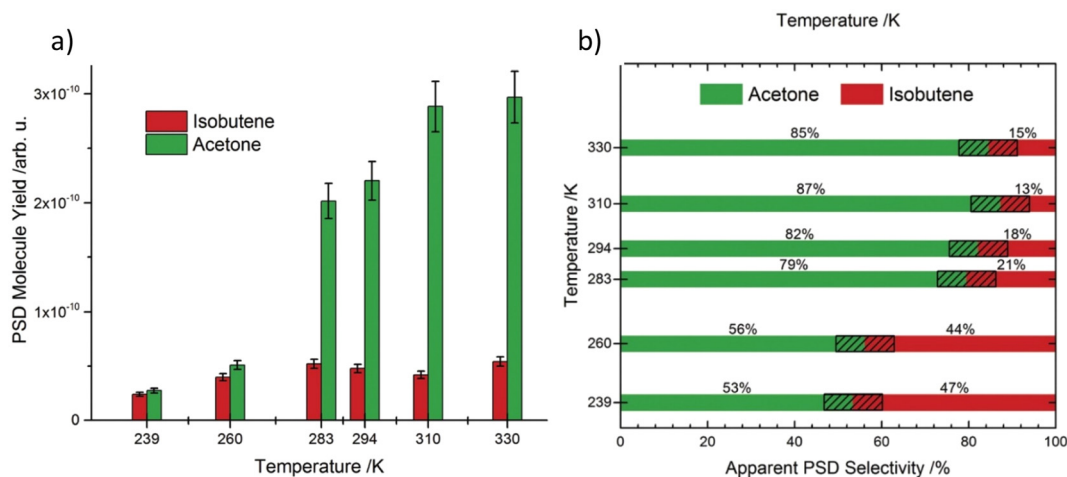 a)
PSD Molecule Yield /arb. u.
3x10⁻¹⁰
2x10⁻¹⁰
1x10⁻¹⁰
0
Isobutene
Acetone
239 260 283 294 310 330
Temperature /K
Temperature /K
b)
Acetone Isobutene
85% 15%
330
87% 13%
310
82% 18%
294
79% 21%
283
56% 44%
260
53% 47%
239
Temperature /K
0 20 40 60 80 100
Apparent PSD Selectivity /%